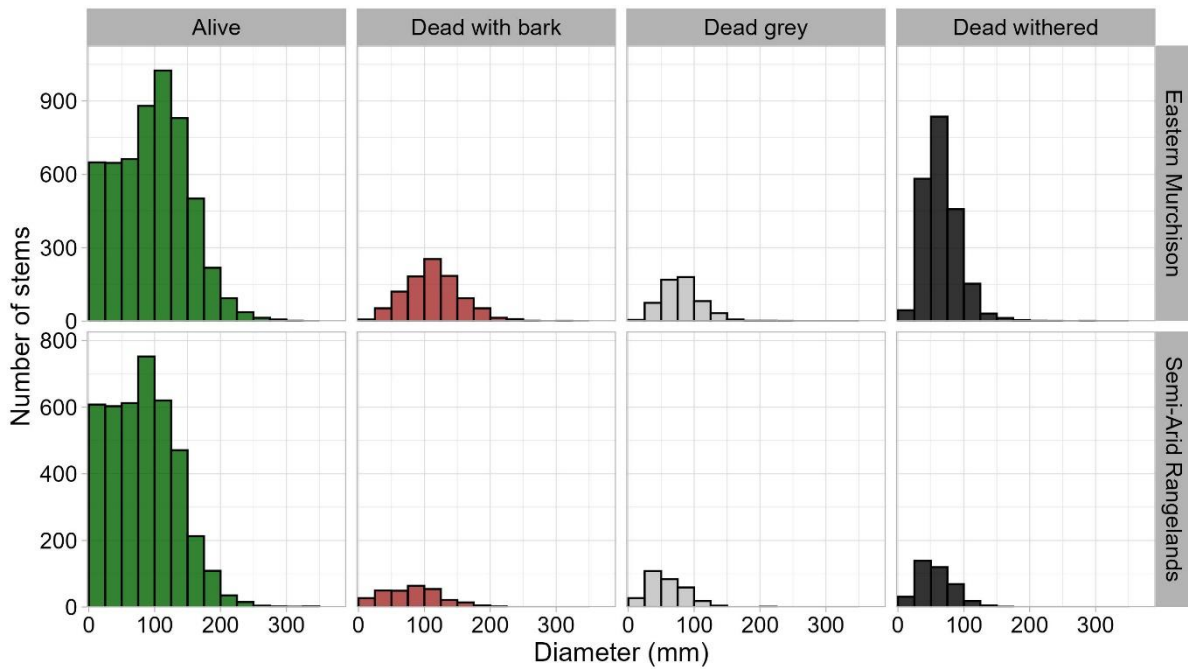 Alive
Dead with bark
Dead grey
Dead withered
Number of stems
900
600
300
0
Eastern Murchison
800
600
400
200
0
Semi-Arid Rangelands
0 100 200 300
0 100 200 300
0 100 200 300
0 100 200 300
Diameter (mm)